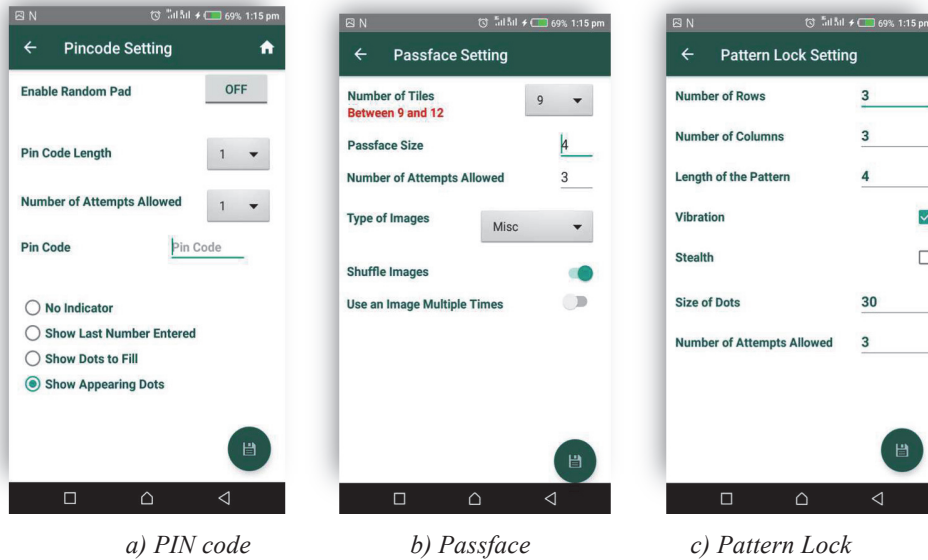 N 69% 1:15 pm
Pincode Setting
Enable Random Pad OFF
Pin Code Length 1
Number of Attempts Allowed 1
Pin Code Pin Code
No Indicator
Show Last Number Entered
Show Dots to Fill
Show Appearing Dots
a) PIN code
N 69% 1:15 pm
Passface Setting
Number of Tiles 9
Between 9 and 12
Passface Size 4
Number of Attempts Allowed 3
Type of Images Misc
Shuffle Images
Use an Image Multiple Times
b) Passface
N 69% 1:15 pm
Pattern Lock Setting
Number of Rows 3
Number of Columns 3
Length of the Pattern 4
Vibration
Stealth
Size of Dots 30
Number of Attempts Allowed 3
c) Pattern Lock